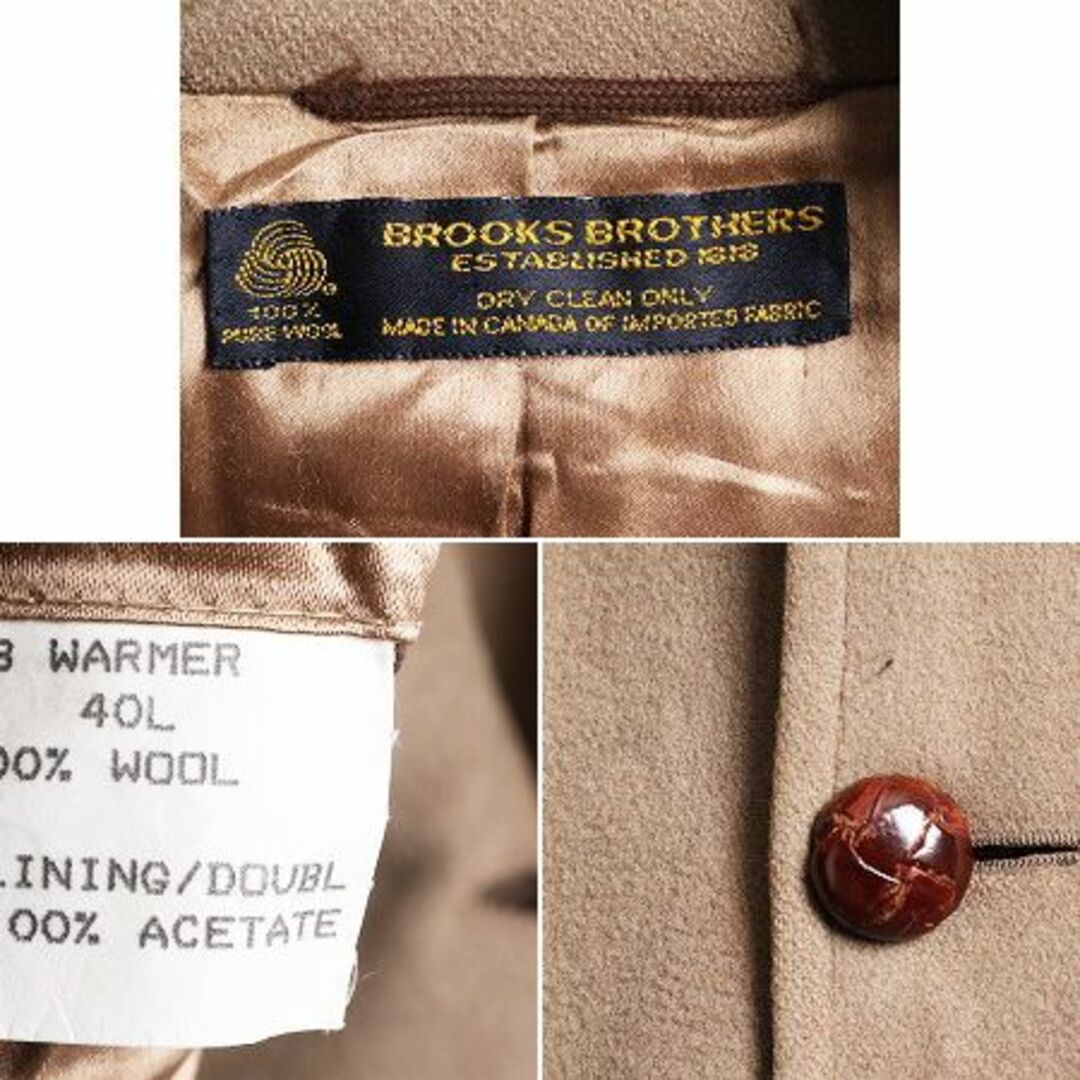 BROOKS BROTHERS
ESTABLISHED 1818
DRY CLEAN ONLY
MADE IN CANADA OF IMPORTED FABRIC
100%
PURE WOOL
B WARMER
40L
00% WOOL
LINING/DOUBL
00% ACETATE